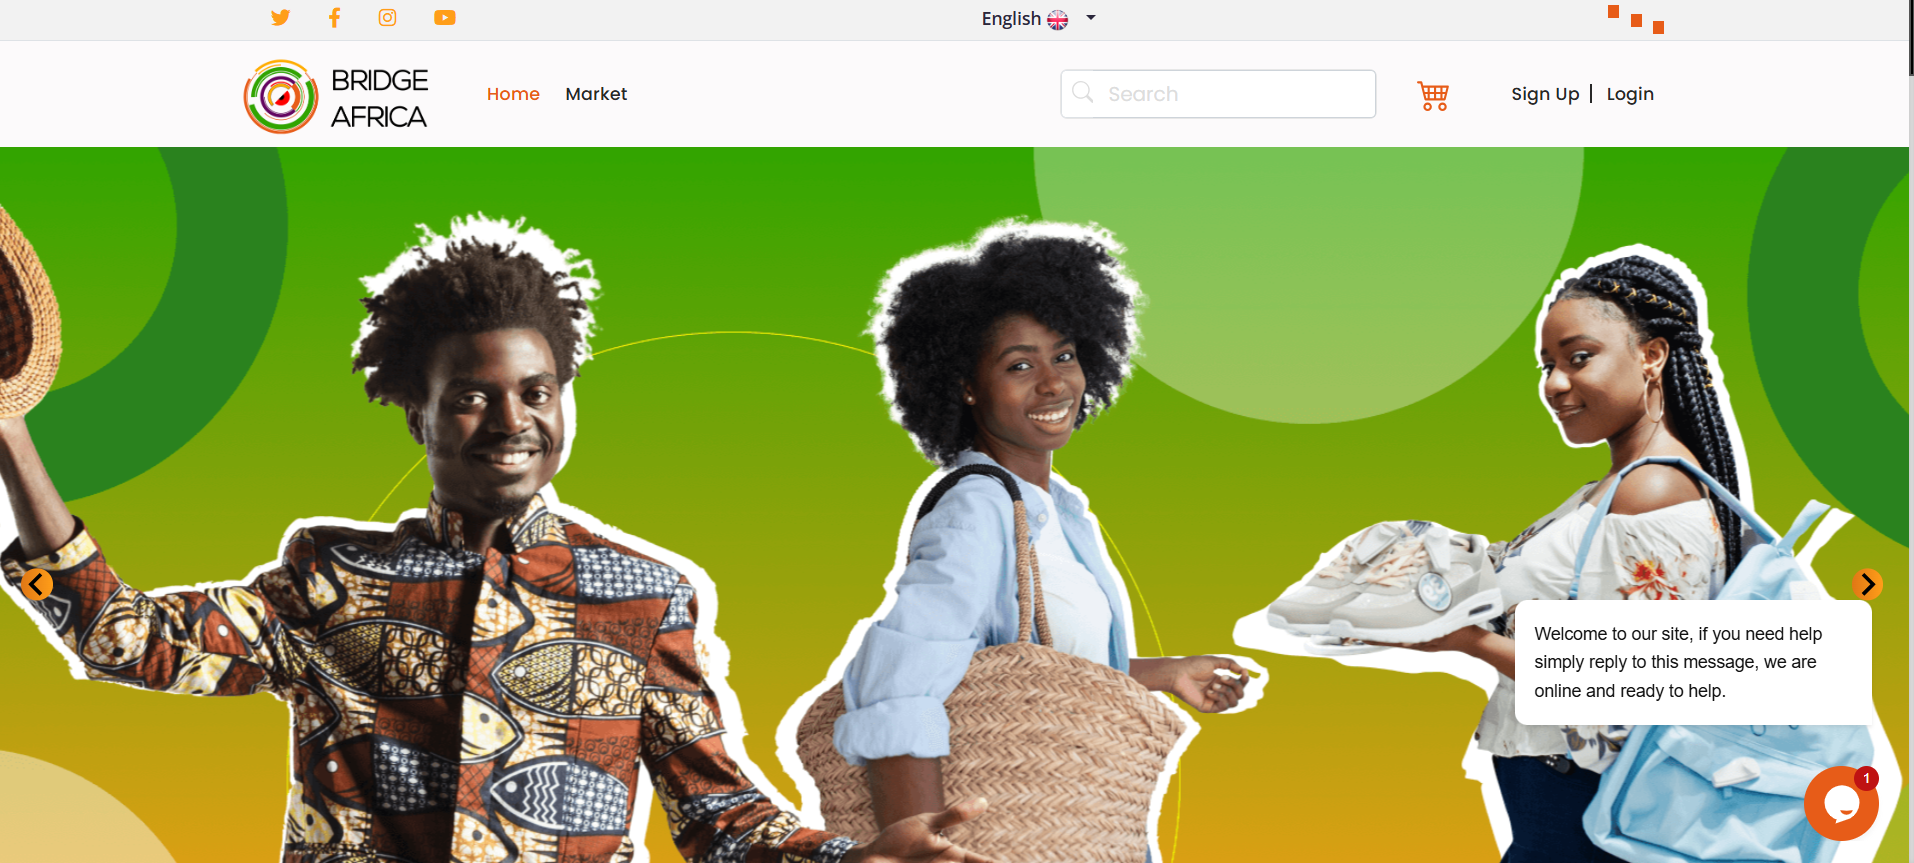 English
BRIDGE
AFRICA
Home
Market
Search
Sign Up | Login
Welcome to our site, if you need help
simply reply to this message, we are
online and ready to help.
1